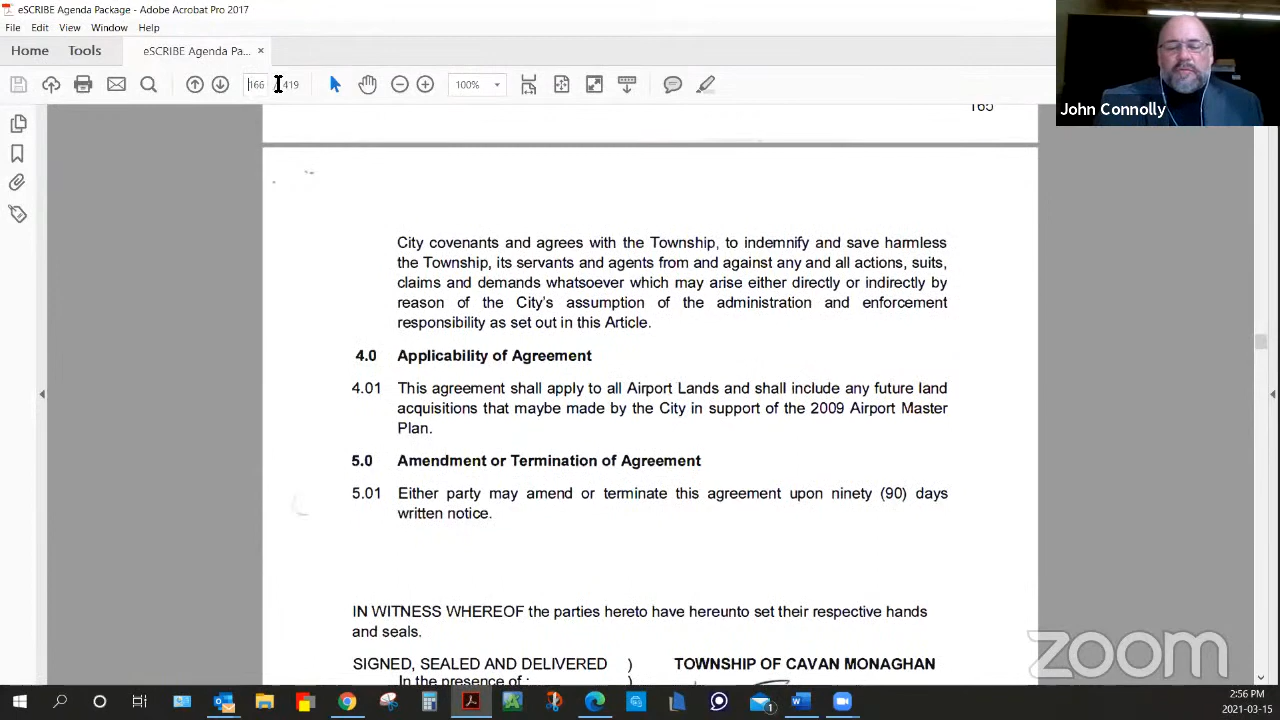 eSCRIBE Agenda Package - Adobe Acrobat Pro 2017
File Edit View Window Help
Home Tools eSCRIBE Agenda Pa... ×
166 419 100%
John Connolly
165
City covenants and agrees with the Township, to indemnify and save harmless
the Township, its servants and agents from and against any and all actions, suits,
claims and demands whatsoever which may arise either directly or indirectly by
reason of the City's assumption of the administration and enforcement
responsibility as set out in this Article.
4.0 Applicability of Agreement
4.01 This agreement shall apply to all Airport Lands and shall include any future land
acquisitions that maybe made by the City in support of the 2009 Airport Master
Plan.
5.0 Amendment or Termination of Agreement
5.01 Either party may amend or terminate this agreement upon ninety (90) days
written notice.
IN WITNESS WHEREOF the parties hereto have hereunto set their respective hands
and seals.
SIGNED, SEALED AND DELIVERED ) TOWNSHIP OF CAVAN MONAGHAN
In the presence of : )
zoom
2:56 PM
2021-03-15